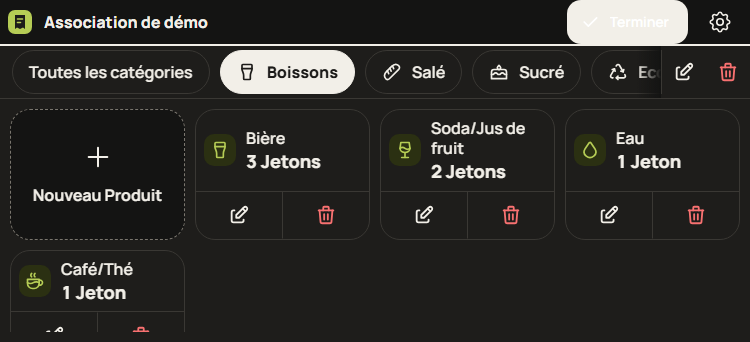 Association de démo
Terminer
Toutes les catégories
Boissons
Salé
Sucré
Nouveau Produit
Bière
3 Jetons
Soda/Jus de
fruit
2 Jetons
Eau
1 Jeton
Café/Thé
1 Jeton